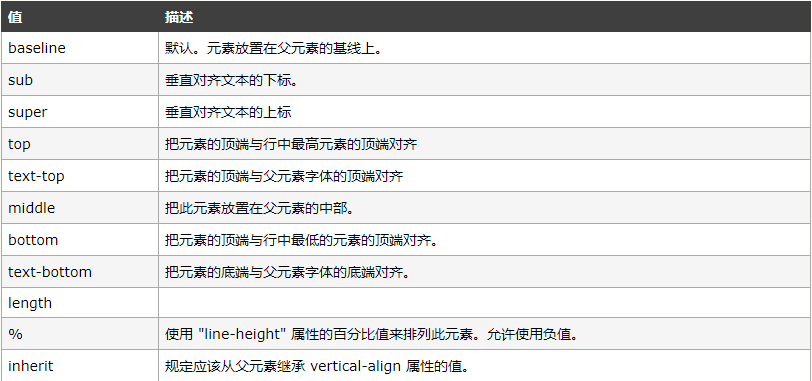 值 描述
baseline 默认。元素放置在父元素的基线上。
sub 垂直对齐文本的下标。
super 垂直对齐文本的上标
top 把元素的顶端与行中最高元素的顶端对齐
text-top 把元素的顶端与父元素字体的顶端对齐
middle 把此元素放置在父元素的中部。
bottom 把元素的顶端与行中最低的元素的顶端对齐。
text-bottom 把元素的底端与父元素字体的底端对齐。
length
% 使用 "line-height" 属性的百分比值来排列此元素。允许使用负值。
inherit 规定应该从父元素继承 vertical-align 属性的值。